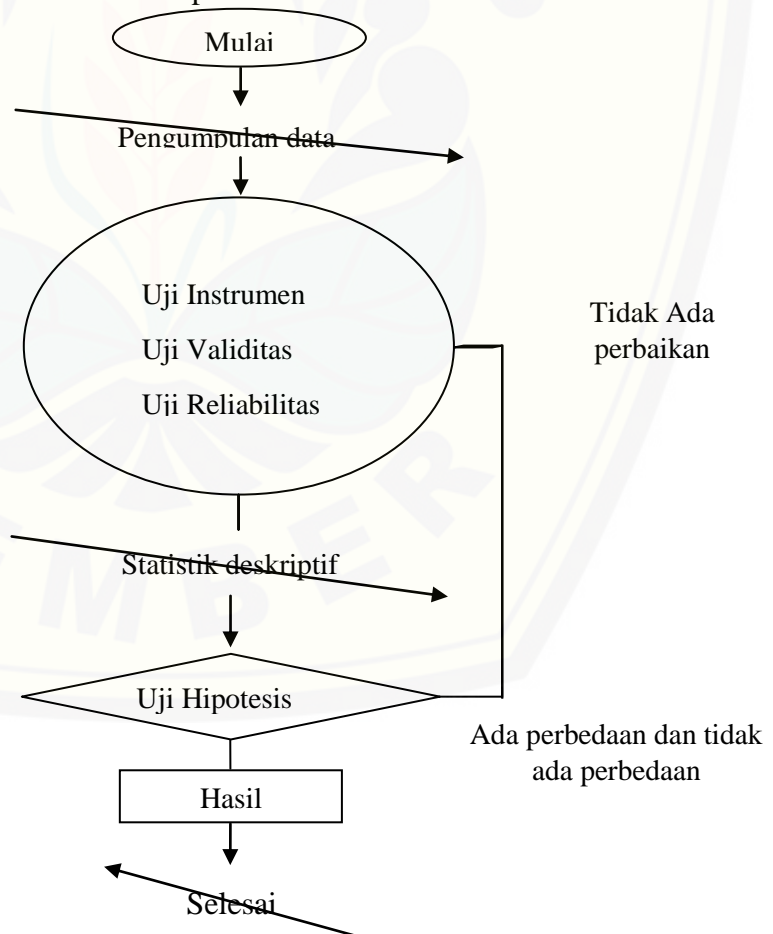 Mulai
Pengumpulan data
Uji Instrumen
Uji Validitas
Uji Reliabilitas
Tidak Ada
perbaikan
Statistik deskriptif
Uji Hipotesis
Ada perbedaan dan tidak
ada perbedaan
Hasil
Selesai